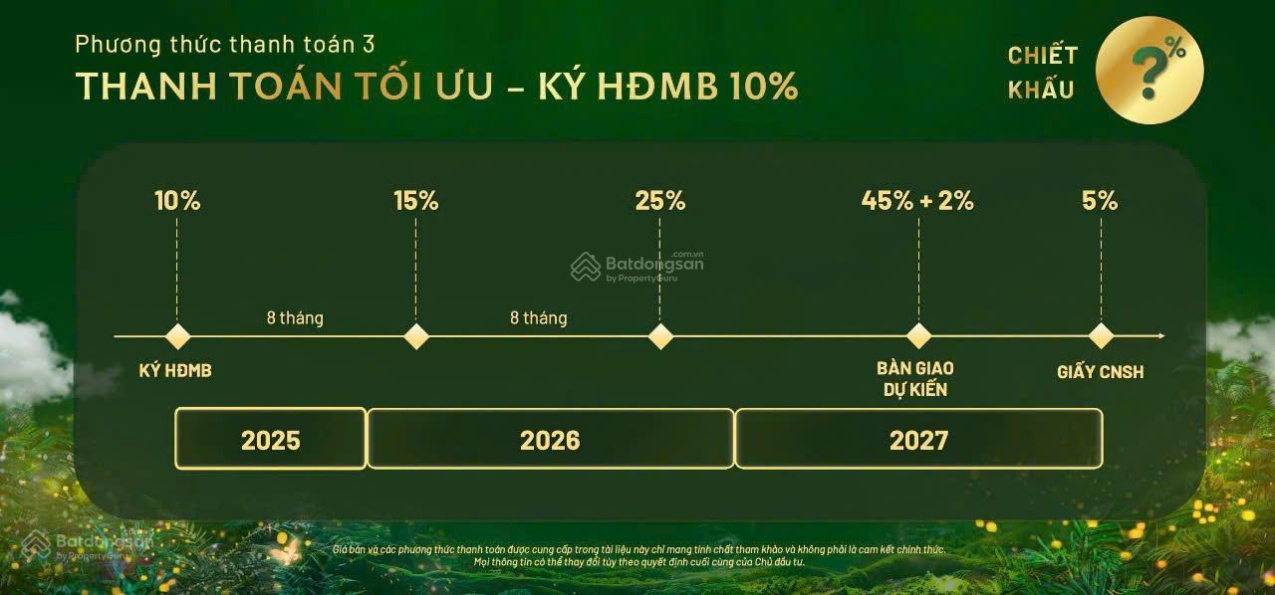 Phương thức thanh toán 3
THANH TOÁN TỐI ƯU – KÝ HĐMB 10%
CHIẾT
KHẤU
?%
10%
15%
25%
45% + 2%
5%
Batdongsan
.com.vn
by PropertyGuru
8 tháng
8 tháng
KÝ HĐMB
BÀN GIAO
DỰ KIẾN
GIẤY CNSH
2025
2026
2027
Batdongsan
by PropertyGuru
Giá bán và các phương thức thanh toán được cung cấp trong tài liệu này chỉ mang tính chất tham khảo và không phải là cam kết chính thức.
Mọi thông tin có thể thay đổi tùy theo quyết định cuối cùng của Chủ đầu tư.